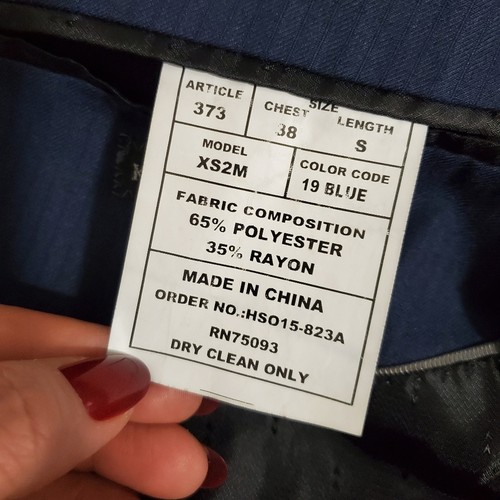 ARTICLE
373
SIZE
CHEST LENGTH
38 S
MODEL
XS2M
COLOR CODE
19 BLUE
FABRIC COMPOSITION
65% POLYESTER
35% RAYON
MADE IN CHINA
ORDER NO.:HSO15-823A
RN75093
DRY CLEAN ONLY